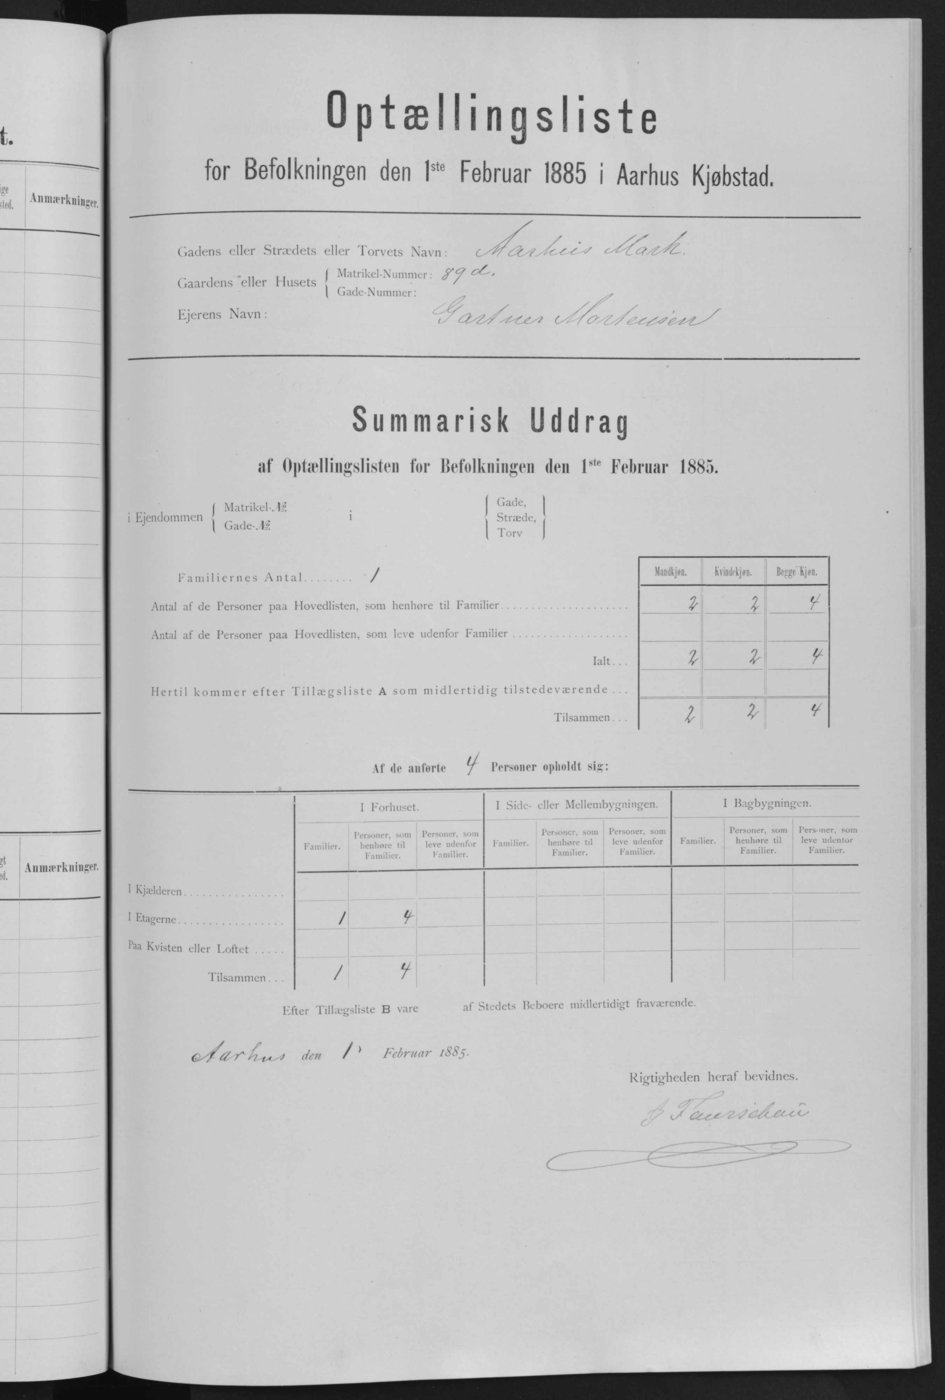 t.
ige
sted.
Anmærkninger.
gt
ed.
Anmærkninger.
Optællingsliste
for Befolkningen den 1ste Februar 1885 i Aarhus Kjøbstad.
Gadens eller Strædets eller Torvets Navn: Aarhus Mark.
Gaardens eller Husets { Matrikel-Nummer: 89 d.
Gade-Nummer:
Ejerens Navn: Gartner Mortensen
Summarisk Uddrag
af Optællingslisten for Befolkningen den 1ste Februar 1885.
i Ejendommen { Matrikel-№ i { Gade, }
Gade-№ Stræde,
Torv
Mandkjøn. Kvindekjøn. Begge Kjøn.
Familiernes Antal........ 1
Antal af de Personer paa Hovedlisten, som henhøre til Familier.................... 2 2 4
Antal af de Personer paa Hovedlisten, som leve udenfor Familier..................
Ialt... 2 2 4
Hertil kommer efter Tillægsliste A som midlertidig tilstedeværende...
Tilsammen... 2 2 4
Af de anførte 4 Personer opholdt sig:
I Forhuset. I Side- eller Mellembygningen. I Bagbygningen.
Familier. Personer, som henhøre til Familier. Personer, som leve udenfor Familier. Familier. Personer, som henhøre til Familier. Personer, som leve udenfor Familier. Familier. Personer, som henhøre til Familier. Personer, som leve udenfor Familier.
I Kjælderen................
I Etagerne................ 1 4
Paa Kvisten eller Loftet.....
Tilsammen... 1 4
Efter Tillægsliste B vare af Stedets Beboere midlertidigt fraværende.
Aarhus den 1' Februar 1885.
Rigtigheden heraf bevidnes.
Faurschou